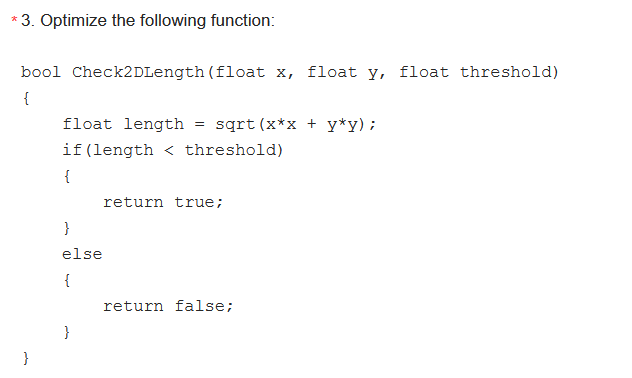 * 3. Optimize the following function:
bool Check2DLength(float x, float y, float threshold)
{
    float length = sqrt(x*x + y*y);
    if(length < threshold)
    {
        return true;
    }
    else
    {
        return false;
    }
}